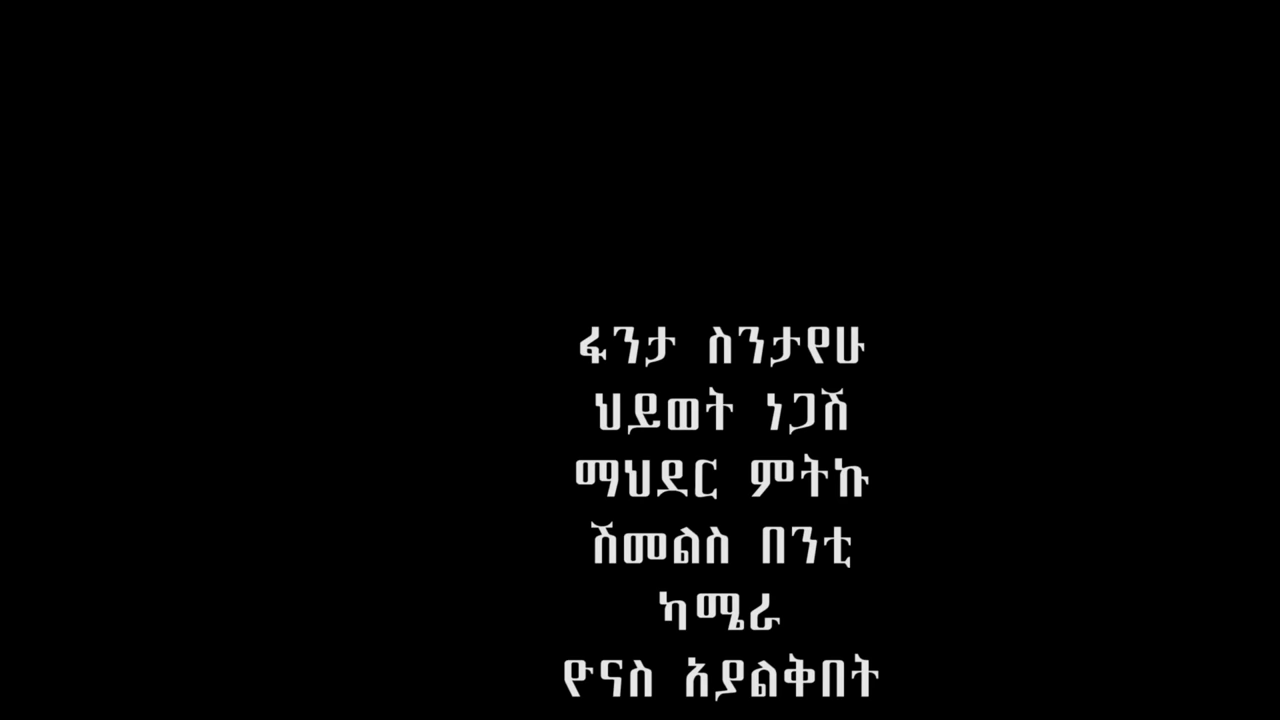 ፋንታ ስንታየሁ
ህይወት ነጋሽ
ማህደር ምትኩ
ሽመልስ በንቲ
ካሜራ
ዮናስ አያልቅበት